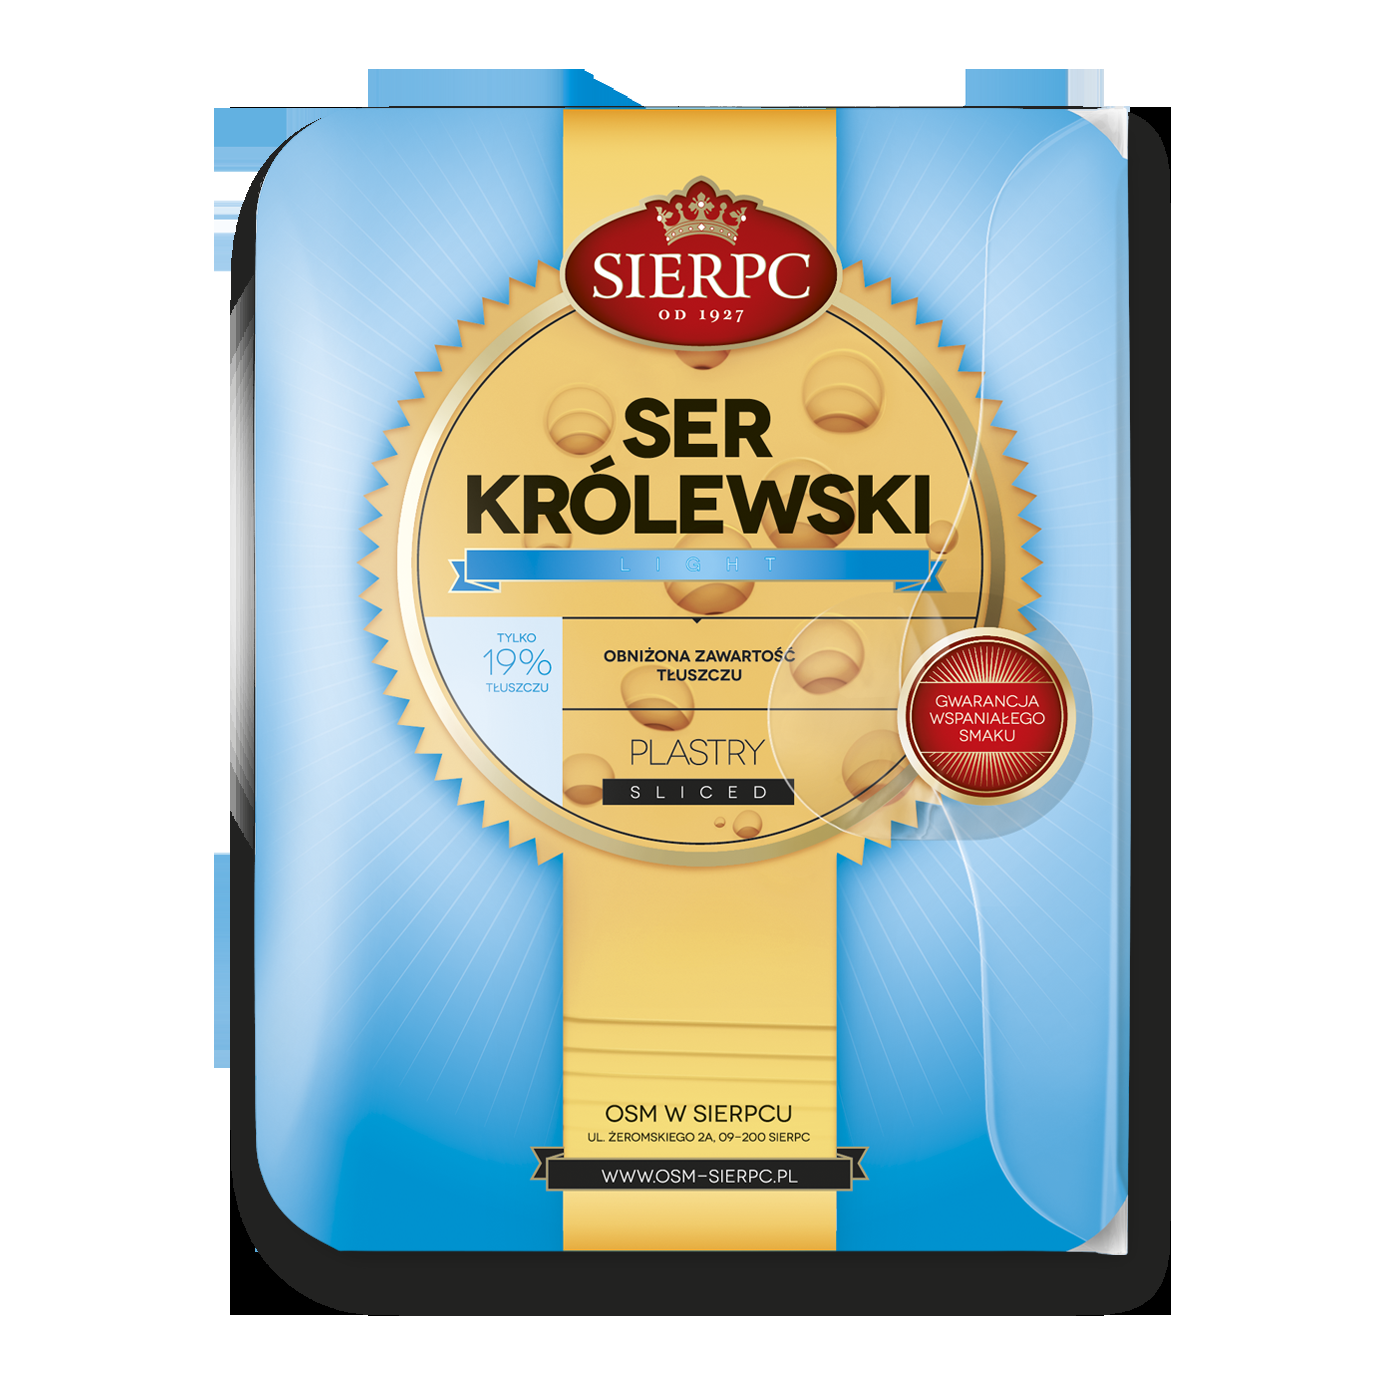 SIERPC
OD 1927
SER
KRÓLEWSKI
LIGHT
TYLKO
19%
TŁUSZCZU
OBNIŻONA ZAWARTOŚĆ
TŁUSZCZU
PLASTRY
SLICED
GWARANCJA
WSPANIAŁEGO
SMAKU
OSM W SIERPCU
UL. ŻEROMSKIEGO 2A, 09-200 SIERPC
WWW.OSM-SIERPC.PL